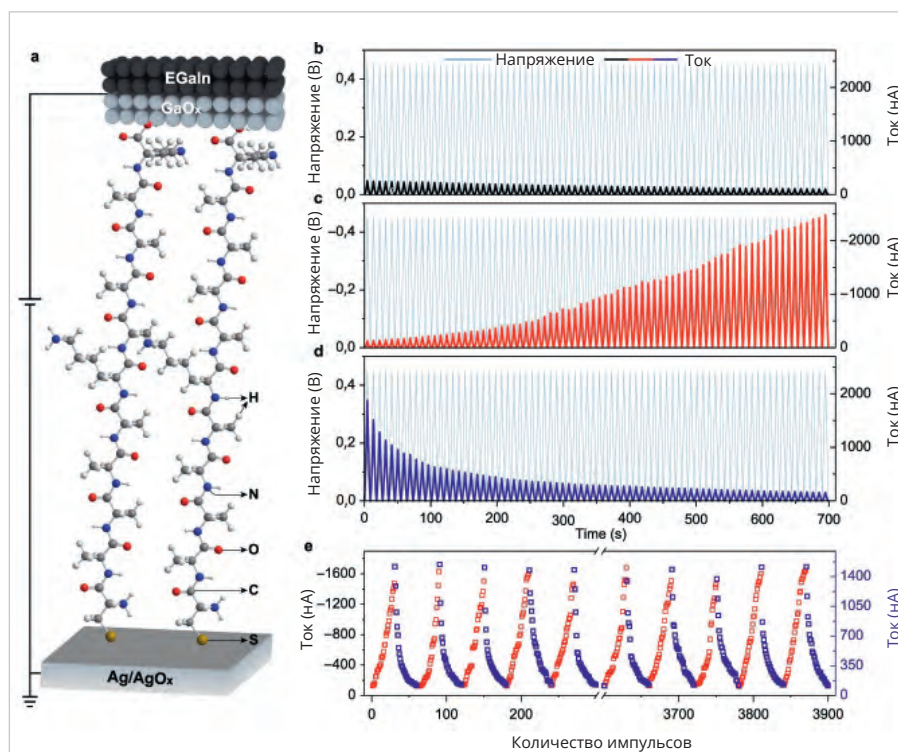 a
EGaIn
GaOx
H
N
O
C
S
Ag/AgOx
b
Напряжение
Ток
Напряжение (В)
0,4
0.2
0,0
2000
1000
0
Ток (нА)
c
Напряжение (В)
−0,4
−0,2
0,0
−2000
−1000
0
Ток (нА)
d
Напряжение (В)
0,4
0,2
0,0
2000
1000
0
Ток (нА)
0 100 200 300 400 500 600 700
Time (s)
e
Ток (нА)
−1600
−1200
−800
−400
0
1400
1050
700
350
0
Ток (нА)
0 100 200 3700 3800 3900
Количество импульсов